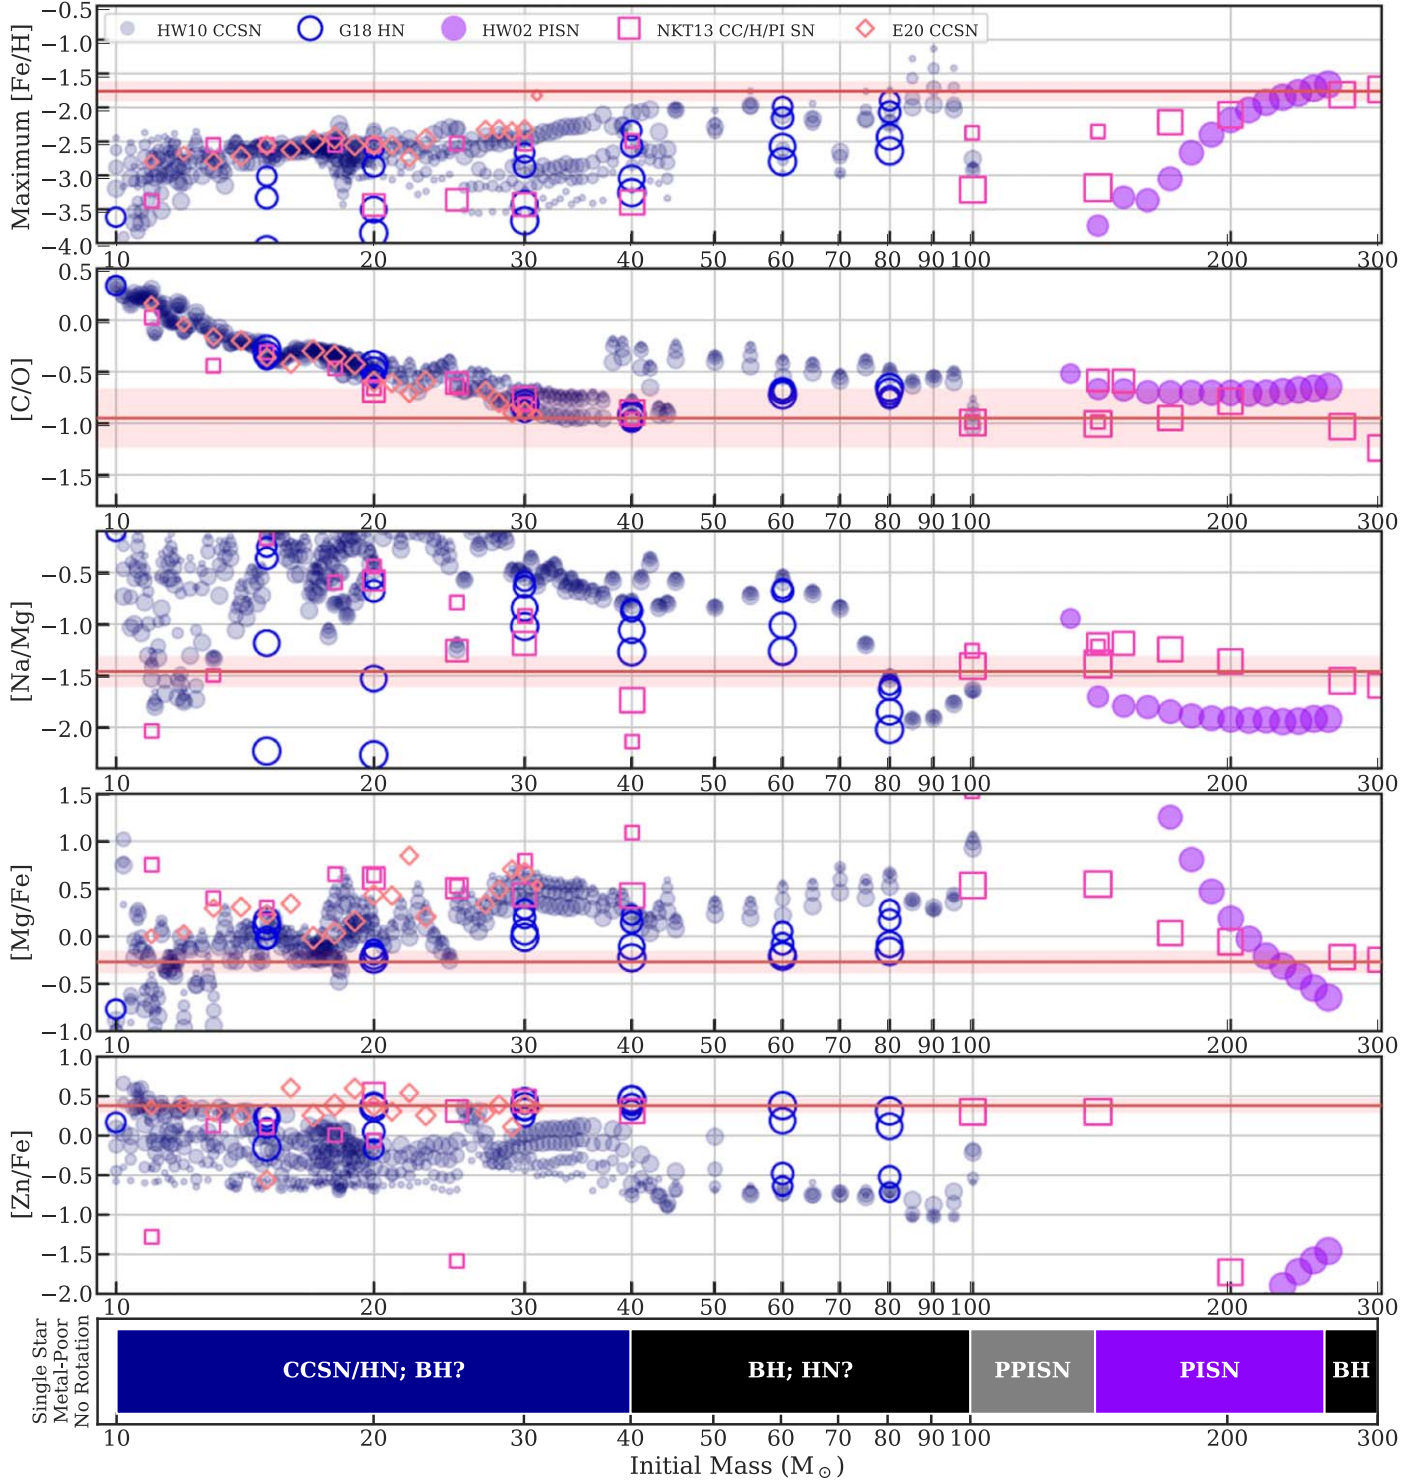 HW10 CCSN G18 HN HW02 PISN NKT13 CC/H/PI SN E20 CCSN
Maximum [Fe/H]
−0.5
−1.0
−1.5
−2.0
−2.5
−3.0
−3.5
−4.0
10 20 30 40 50 60 70 80 90 100 200 300
[C/O]
0.5
0.0
−0.5
−1.0
−1.5
10 20 30 40 50 60 70 80 90 100 200 300
[Na/Mg]
−0.5
−1.0
−1.5
−2.0
10 20 30 40 50 60 70 80 90 100 200 300
[Mg/Fe]
1.5
1.0
0.5
0.0
−0.5
−1.0
10 20 30 40 50 60 70 80 90 100 200 300
[Zn/Fe]
1.0
0.5
0.0
−0.5
−1.0
−1.5
−2.0
10 20 30 40 50 60 70 80 90 100 200 300
Single Star
Metal-Poor
No Rotation
CCSN/HN; BH? BH; HN? PPISN PISN BH
10 20 30 40 50 60 70 80 90 100 200 300
Initial Mass (M☉)